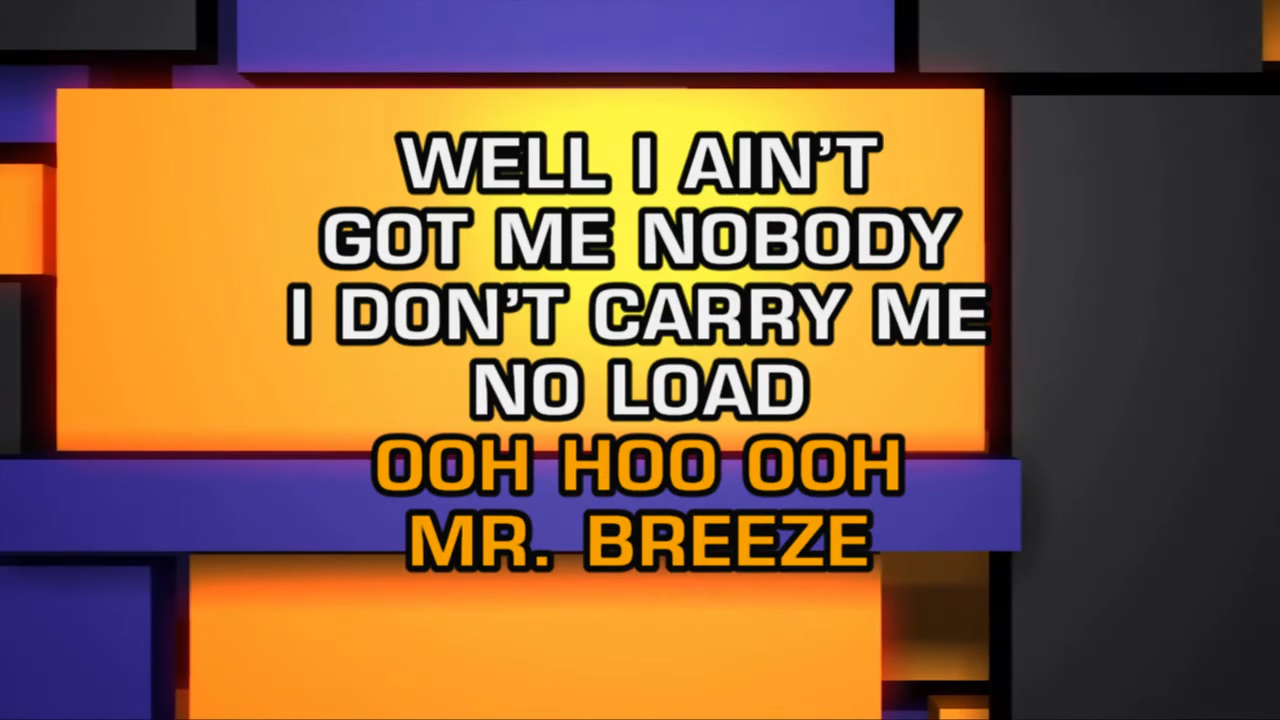 WELL I AIN’T
GOT ME NOBODY
I DON’T CARRY ME
NO LOAD
OOH HOO OOH
MR. BREEZE